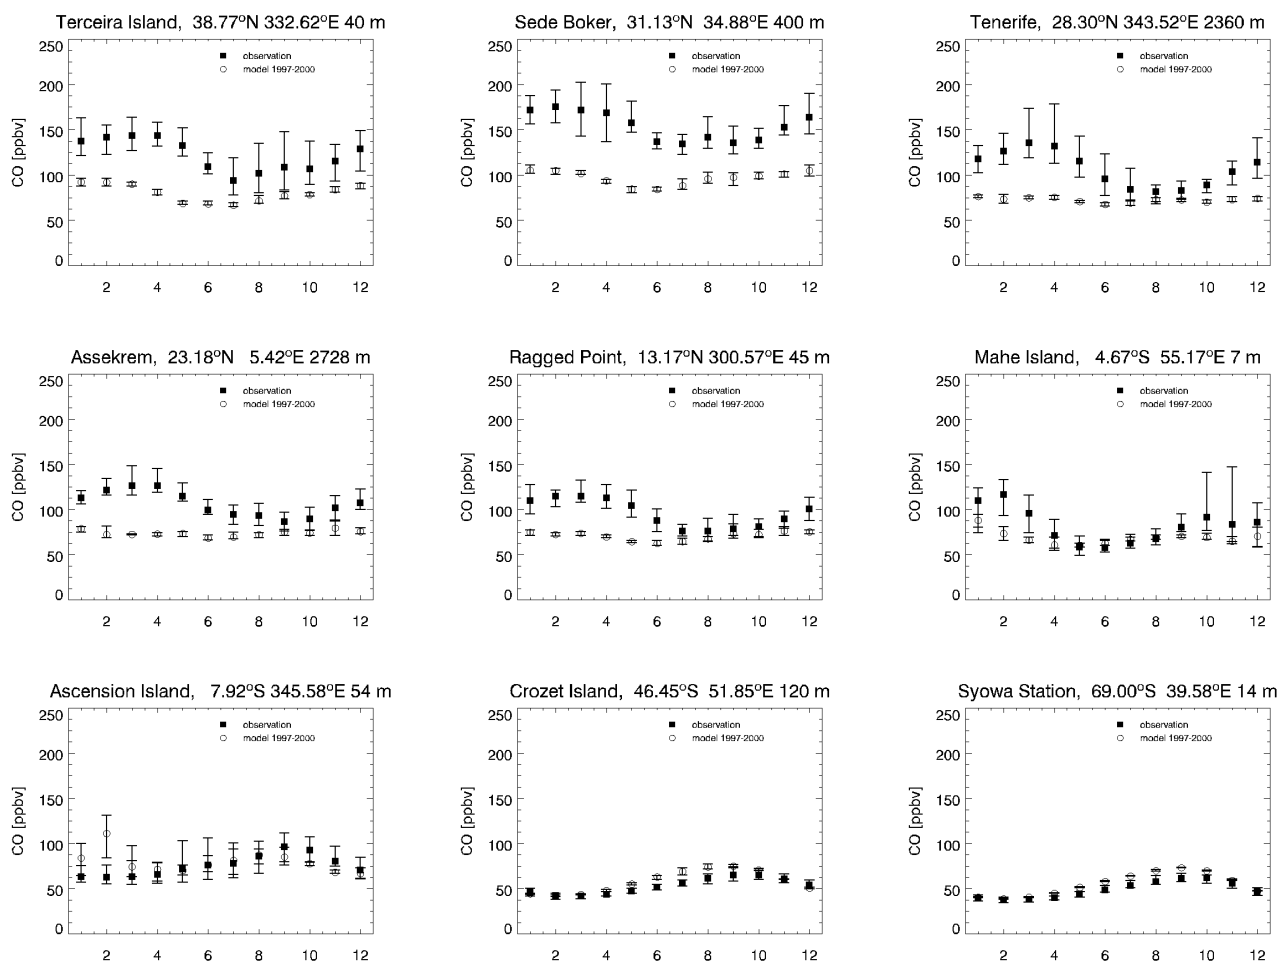 Terceira Island, 38.77°N 332.62°E 40 m
250
200
150
100
50
0
CO [ppbv]
observation
model 1997-2000
2 4 6 8 10 12
Sede Boker, 31.13°N 34.88°E 400 m
250
200
150
100
50
0
CO [ppbv]
observation
model 1997-2000
2 4 6 8 10 12
Tenerife, 28.30°N 343.52°E 2360 m
250
200
150
100
50
0
CO [ppbv]
observation
model 1997-2000
2 4 6 8 10 12
Assekrem, 23.18°N 5.42°E 2728 m
250
200
150
100
50
0
CO [ppbv]
observation
model 1997-2000
2 4 6 8 10 12
Ragged Point, 13.17°N 300.57°E 45 m
250
200
150
100
50
0
CO [ppbv]
observation
model 1997-2000
2 4 6 8 10 12
Mahe Island, 4.67°S 55.17°E 7 m
250
200
150
100
50
0
CO [ppbv]
observation
model 1997-2000
2 4 6 8 10 12
Ascension Island, 7.92°S 345.58°E 54 m
250
200
150
100
50
0
CO [ppbv]
observation
model 1997-2000
2 4 6 8 10 12
Crozet Island, 46.45°S 51.85°E 120 m
250
200
150
100
50
0
CO [ppbv]
observation
model 1997-2000
2 4 6 8 10 12
Syowa Station, 69.00°S 39.58°E 14 m
250
200
150
100
50
0
CO [ppbv]
observation
model 1997-2000
2 4 6 8 10 12